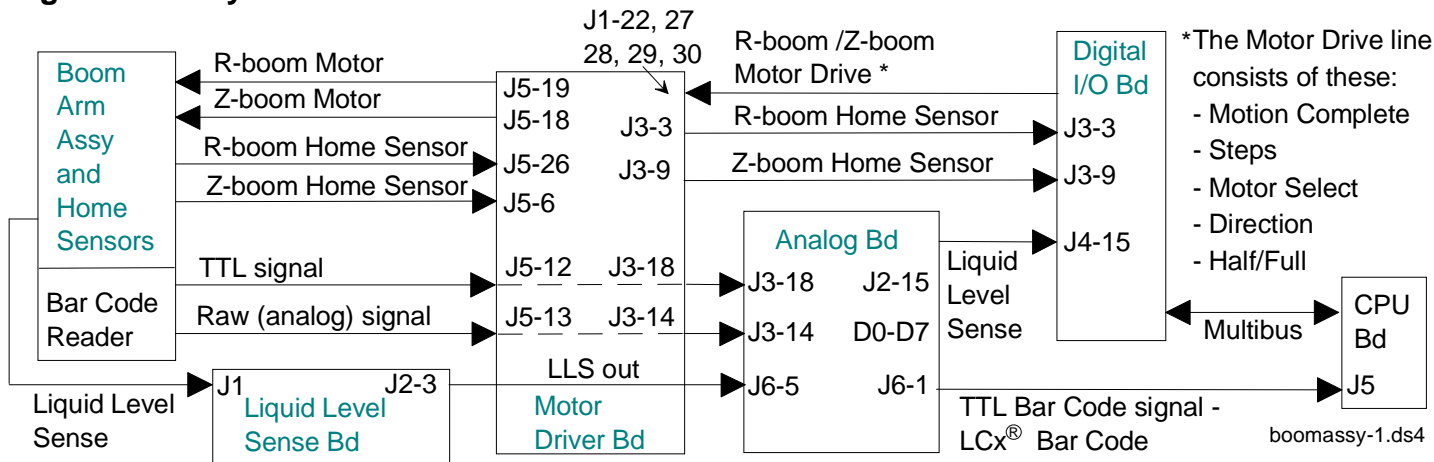 J1-22, 27
28, 29, 30
R-boom Motor
Z-boom Motor
R-boom Home Sensor
Z-boom Home Sensor
TTL signal
Raw (analog) signal
Boom
Arm
Assy
and
Home
Sensors
Bar Code
Reader
Liquid Level
Sense
J1
J2-3
Liquid Level
Sense Bd
LLS out
J5-19
J5-18
J5-26
J5-6
J5-12
J5-13
J3-3
J3-9
J3-18
J3-14
Motor
Driver Bd
R-boom /Z-boom
Motor Drive *
R-boom Home Sensor
Z-boom Home Sensor
Analog Bd
J3-18
J3-14
J6-5
J2-15
D0-D7
J6-1
Liquid
Level
Sense
Digital
I/O Bd
J3-3
J3-9
J4-15
*The Motor Drive line
consists of these:
- Motion Complete
- Steps
- Motor Select
- Direction
- Half/Full
Multibus
CPU
Bd
J5
TTL Bar Code signal -
LCx® Bar Code
boomassy-1.ds4